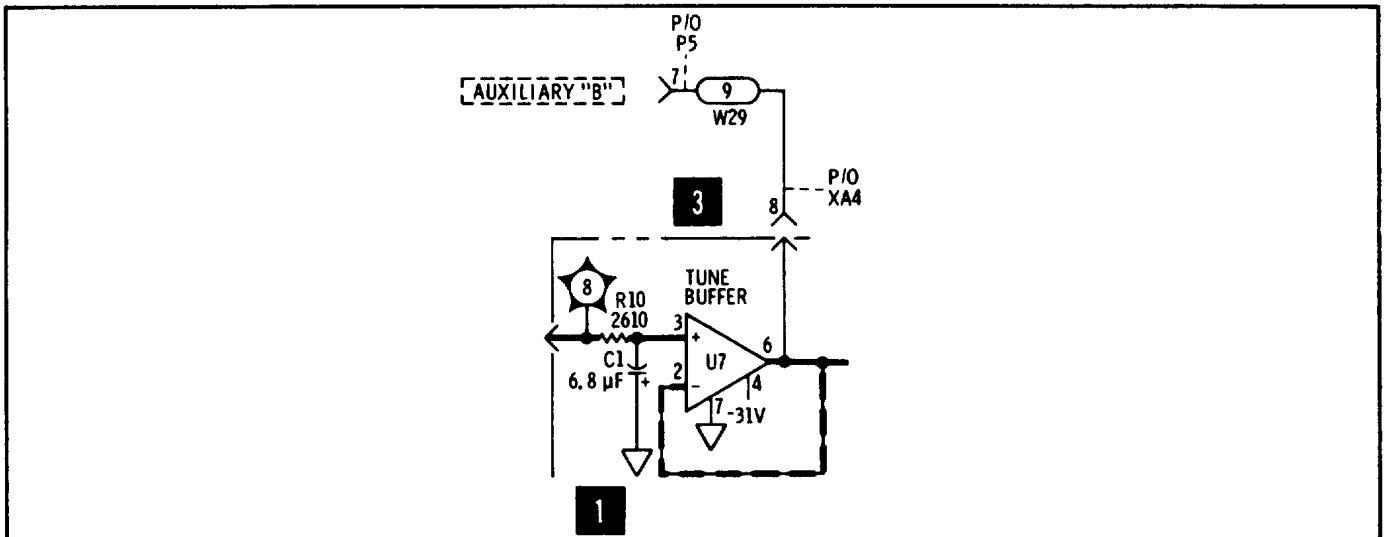 P/O
P5
7
AUXILIARY "B"
9
W29
P/O
XA4
8
3
8
R10
2610
TUNE
BUFFER
3
+
6
C1
6.8 µF
+
U7
2
-
4
7
-31V
1